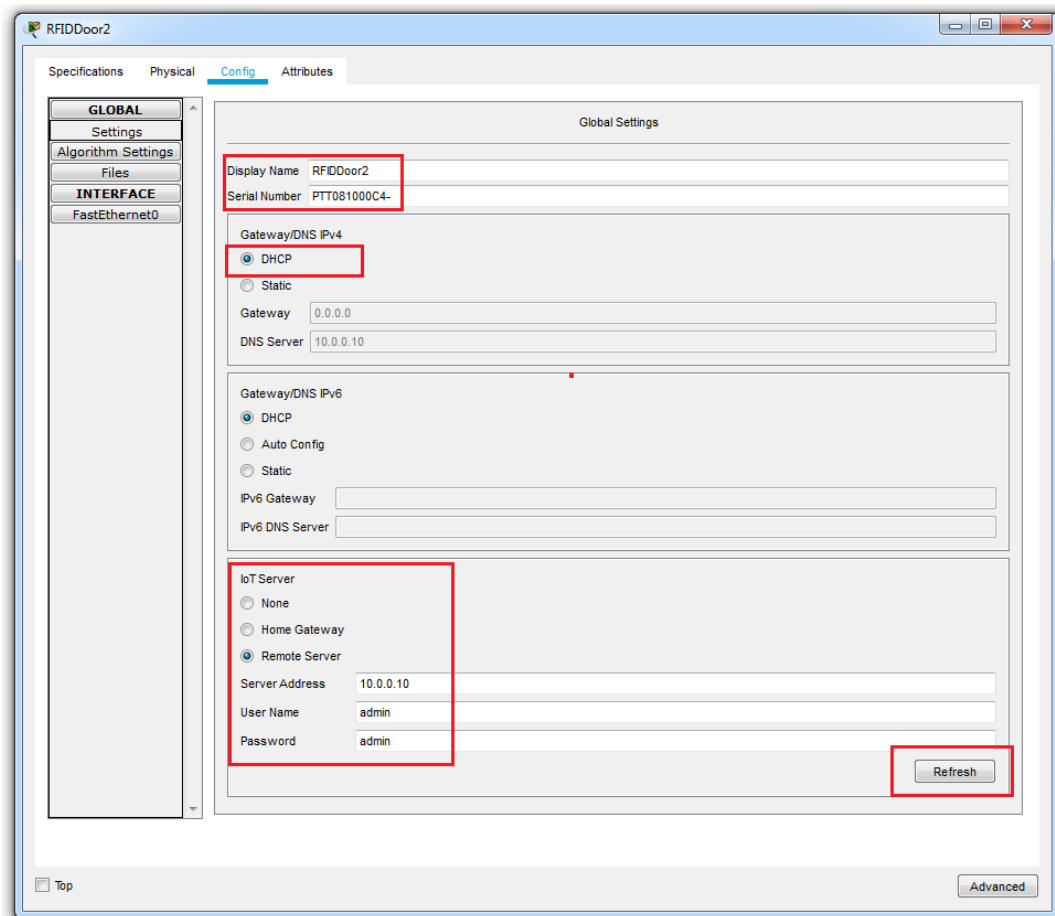 RFIDDoor2
Specifications Physical Config Attributes
GLOBAL
Settings
Algorithm Settings
Files
INTERFACE
FastEthernet0
Global Settings
Display Name RFIDDoor2
Serial Number PTT081000C4-
Gateway/DNS IPv4
DHCP
Static
Gateway 0.0.0.0
DNS Server 10.0.0.10
Gateway/DNS IPv6
DHCP
Auto Config
Static
IPv6 Gateway
IPv6 DNS Server
IoT Server
None
Home Gateway
Remote Server
Server Address 10.0.0.10
User Name admin
Password admin
Refresh
Top Advanced